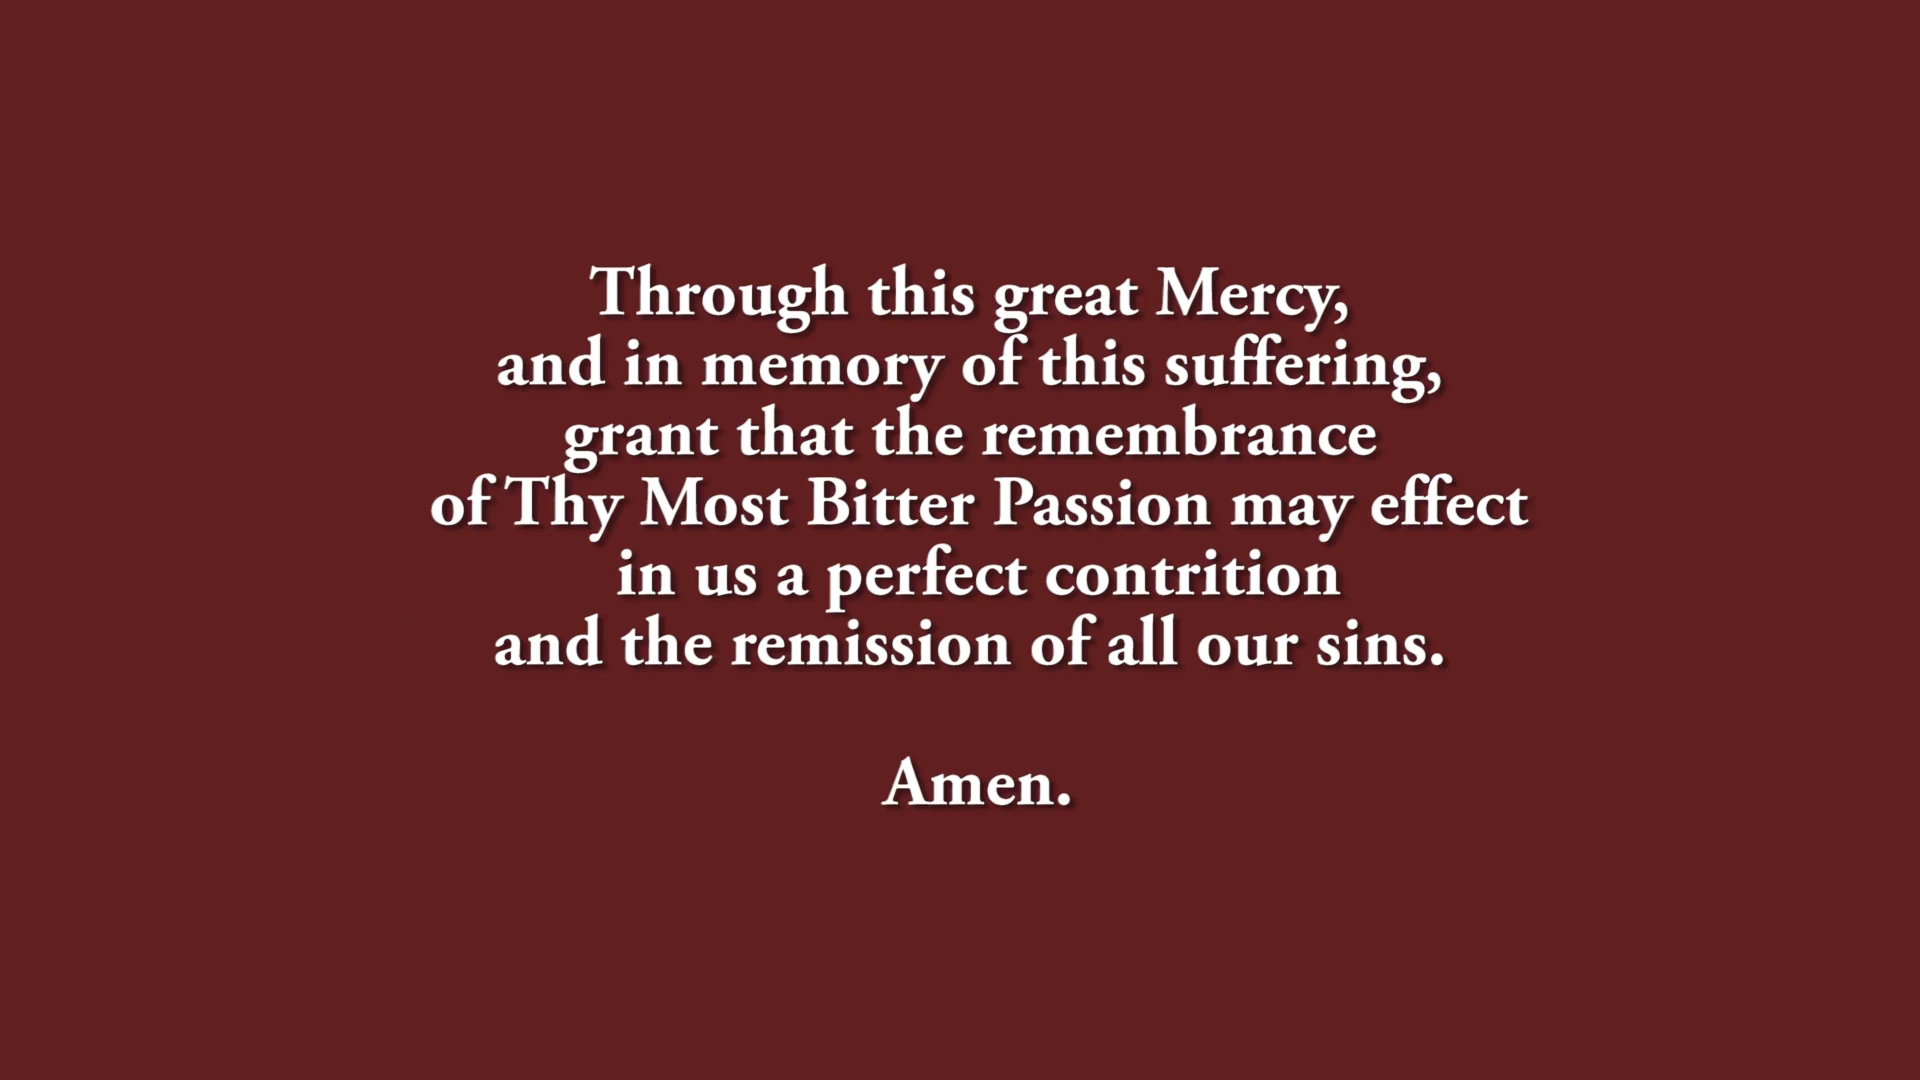 Through this great Mercy,
and in memory of this suffering,
grant that the remembrance
of Thy Most Bitter Passion may effect
in us a perfect contrition
and the remission of all our sins.
Amen.